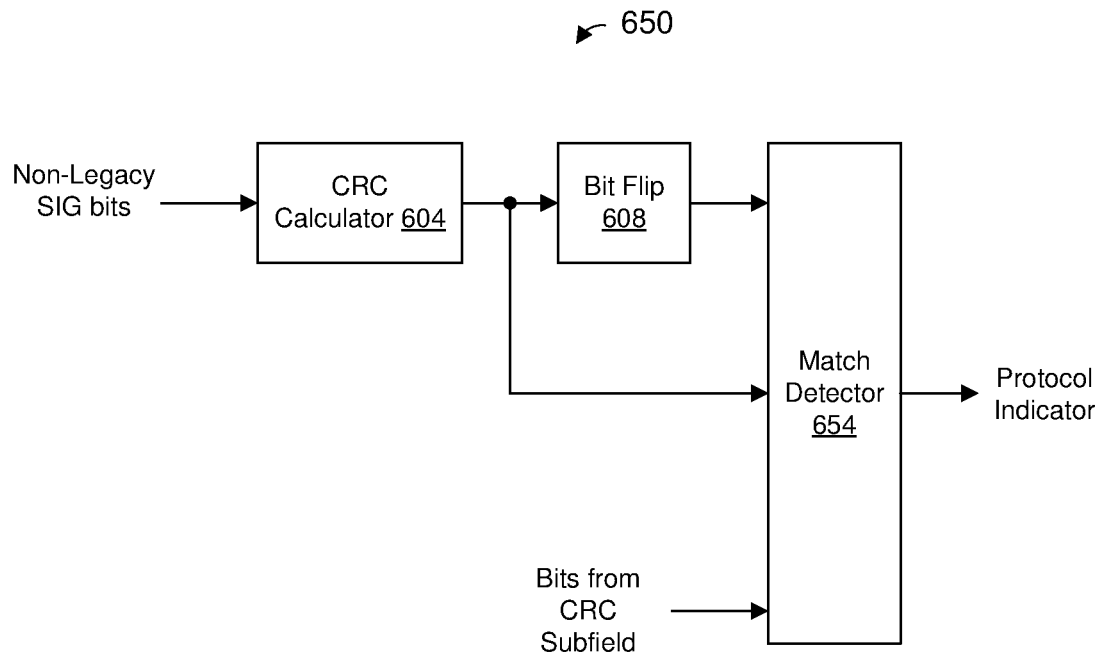 650
Non-Legacy
SIG bits
CRC
Calculator 604
Bit Flip
608
Match
Detector
654
Protocol
Indicator
Bits from
CRC
Subfield